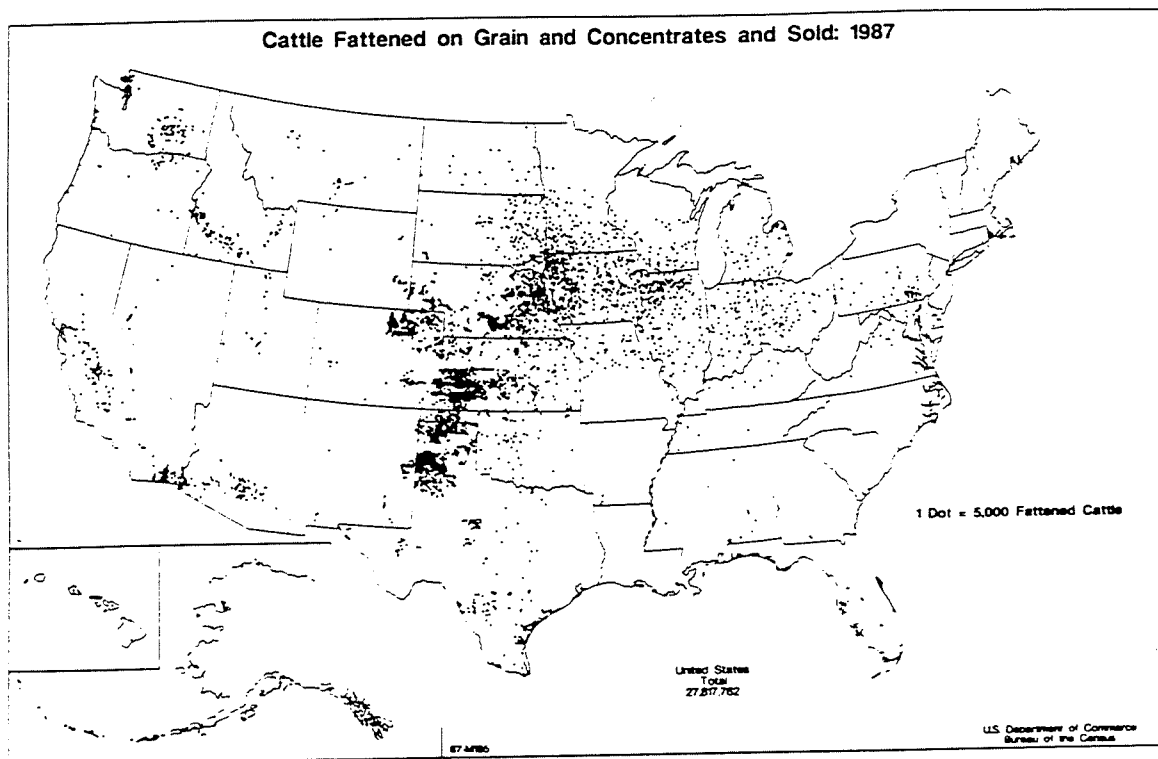 Cattle Fattened on Grain and Concentrates and Sold: 1987
1 Dot = 5,000 Fattened Cattle
United States
Total
27,817,762
U.S. Department of Commerce
Bureau of the Census